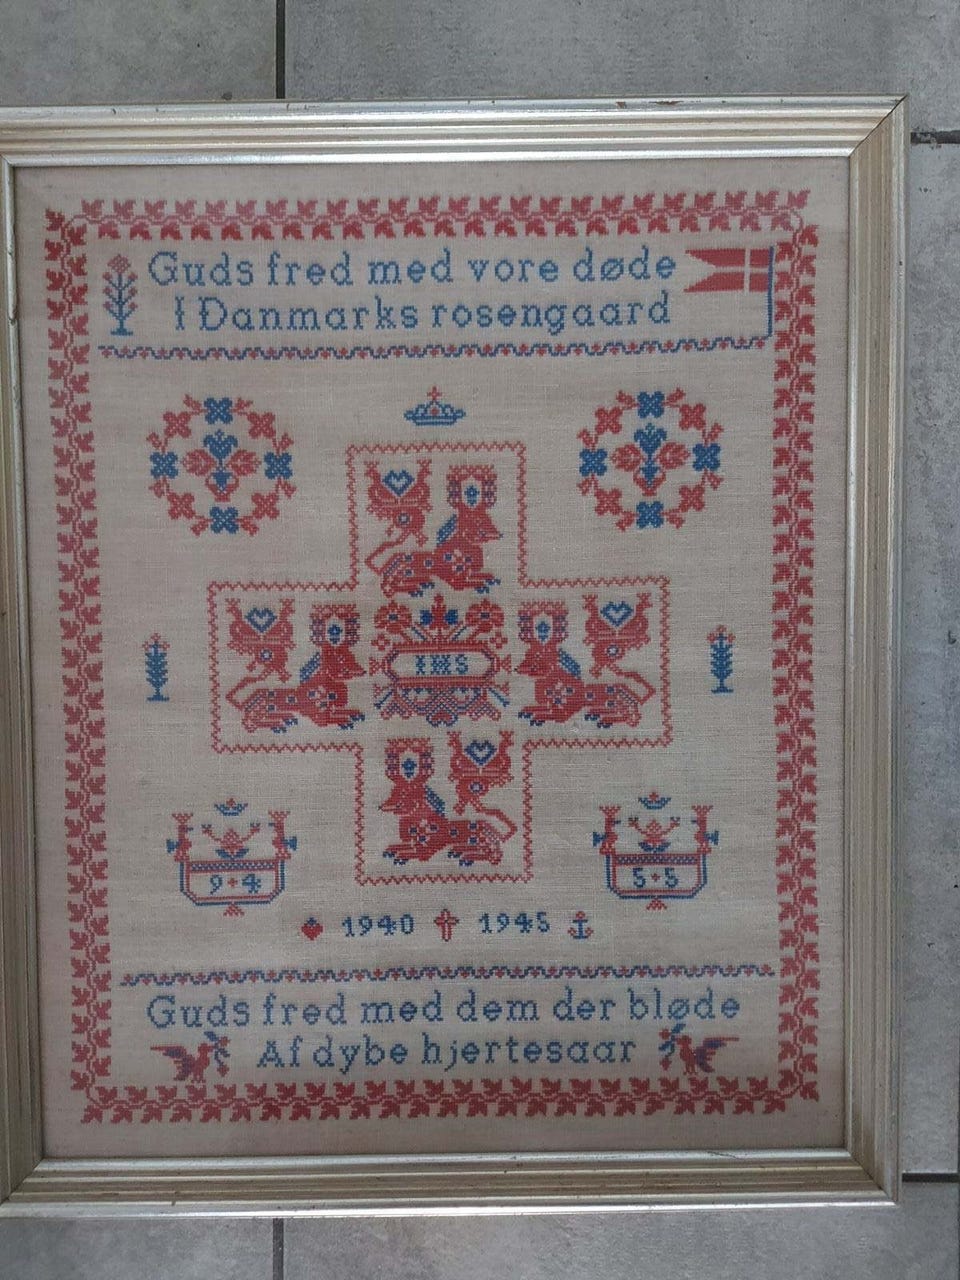 Guds fred med vore døde
I Danmarks rosengaard
IHS
9+4
5+5
1940 1945
Guds fred med dem der bløde
Af dybe hjertesaar